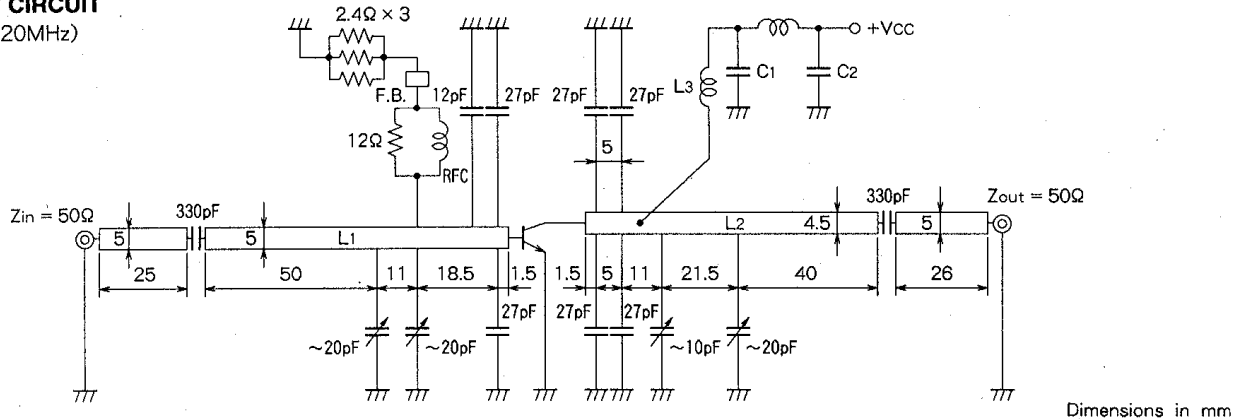 CIRCUIT
20MHz)
2.4Ω × 3
F.B.
12pF
27pF
27pF
27pF
L3
C1
C2
+VCC
12Ω
RFC
5
Zin = 50Ω
330pF
5
5
L1
L2
4.5
330pF
5
Zout = 50Ω
25
50
11
18.5
1.5
1.5
5
11
21.5
40
26
~20pF
~20pF
27pF
27pF
27pF
~10pF
~20pF
Dimensions in mm